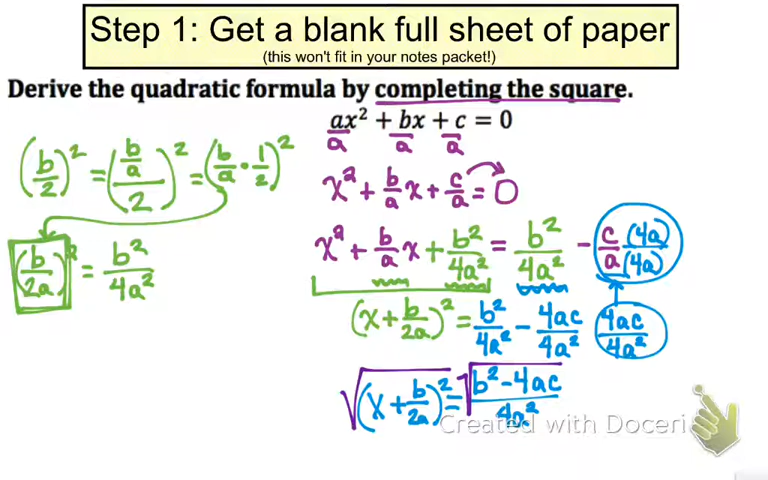 Step 1: Get a blank full sheet of paper
(this won't fit in your notes packet!)
Derive the quadratic formula by completing the square.
ax² + bx + c = 0
a a a
(b/2)² = ((b/a)/2)² = (b/a · 1/2)²
x² + b/a x + c/a = 0
(b/2a)² = b²/4a²
x² + b/a x + b²/4a² = b²/4a² - c/a (4a)/(4a)
(x + b/2a)² = b²/4a² - 4ac/4a² 4ac/4a²
√(x + b/2a)² = √(b² - 4ac)/4a²
Created with Doceri